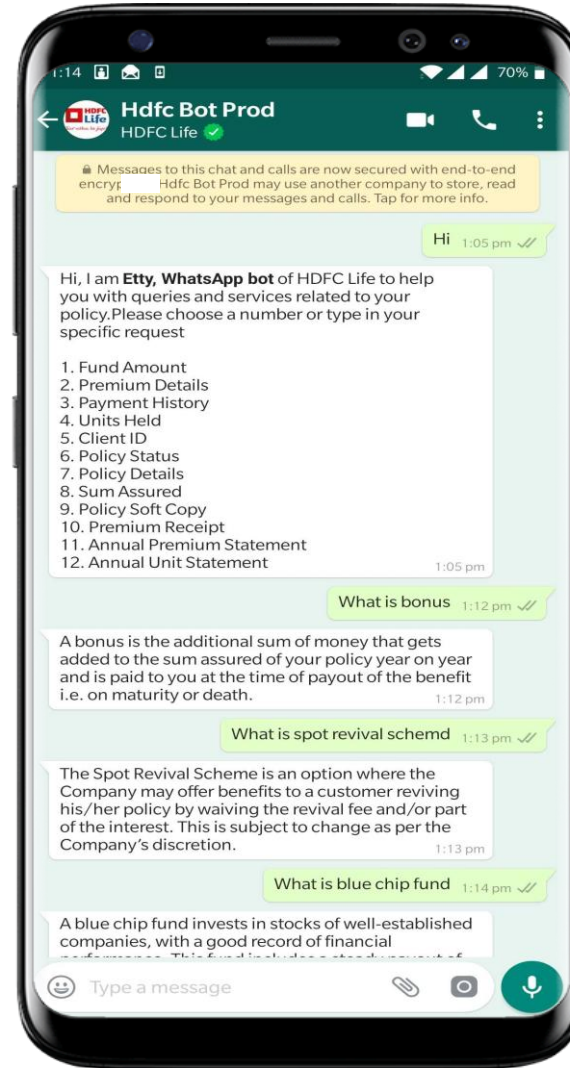 1:14 70%
HDFC Life
Hdfc Bot Prod
HDFC Life
Messages to this chat and calls are now secured with end-to-end
encryp Hdfc Bot Prod may use another company to store, read
and respond to your messages and calls. Tap for more info.
Hi 1:05 pm
Hi, I am Etty, WhatsApp bot of HDFC Life to help
you with queries and services related to your
policy.Please choose a number or type in your
specific request
1. Fund Amount
2. Premium Details
3. Payment History
4. Units Held
5. Client ID
6. Policy Status
7. Policy Details
8. Sum Assured
9. Policy Soft Copy
10. Premium Receipt
11. Annual Premium Statement
12. Annual Unit Statement 1:05 pm
What is bonus 1:12 pm
A bonus is the additional sum of money that gets
added to the sum assured of your policy year on year
and is paid to you at the time of payout of the benefit
i.e. on maturity or death. 1:12 pm
What is spot revival schemd 1:13 pm
The Spot Revival Scheme is an option where the
Company may offer benefits to a customer reviving
his/her policy by waiving the revival fee and/or part
of the interest. This is subject to change as per the
Company's discretion. 1:13 pm
What is blue chip fund 1:14 pm
A blue chip fund invests in stocks of well-established
companies, with a good record of financial
performance. This fund includes a steady payout of
Type a message